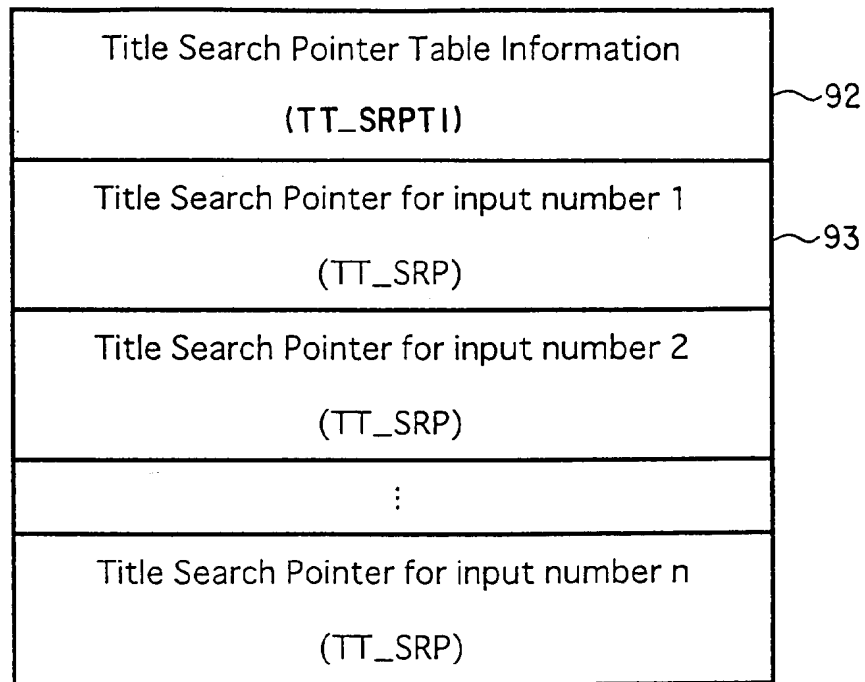 Title Search Pointer Table Information
92
(TT_SRPTI)
Title Search Pointer for input number 1
93
(TT_SRP)
Title Search Pointer for input number 2
(TT_SRP)
⋮
Title Search Pointer for input number n
(TT_SRP)